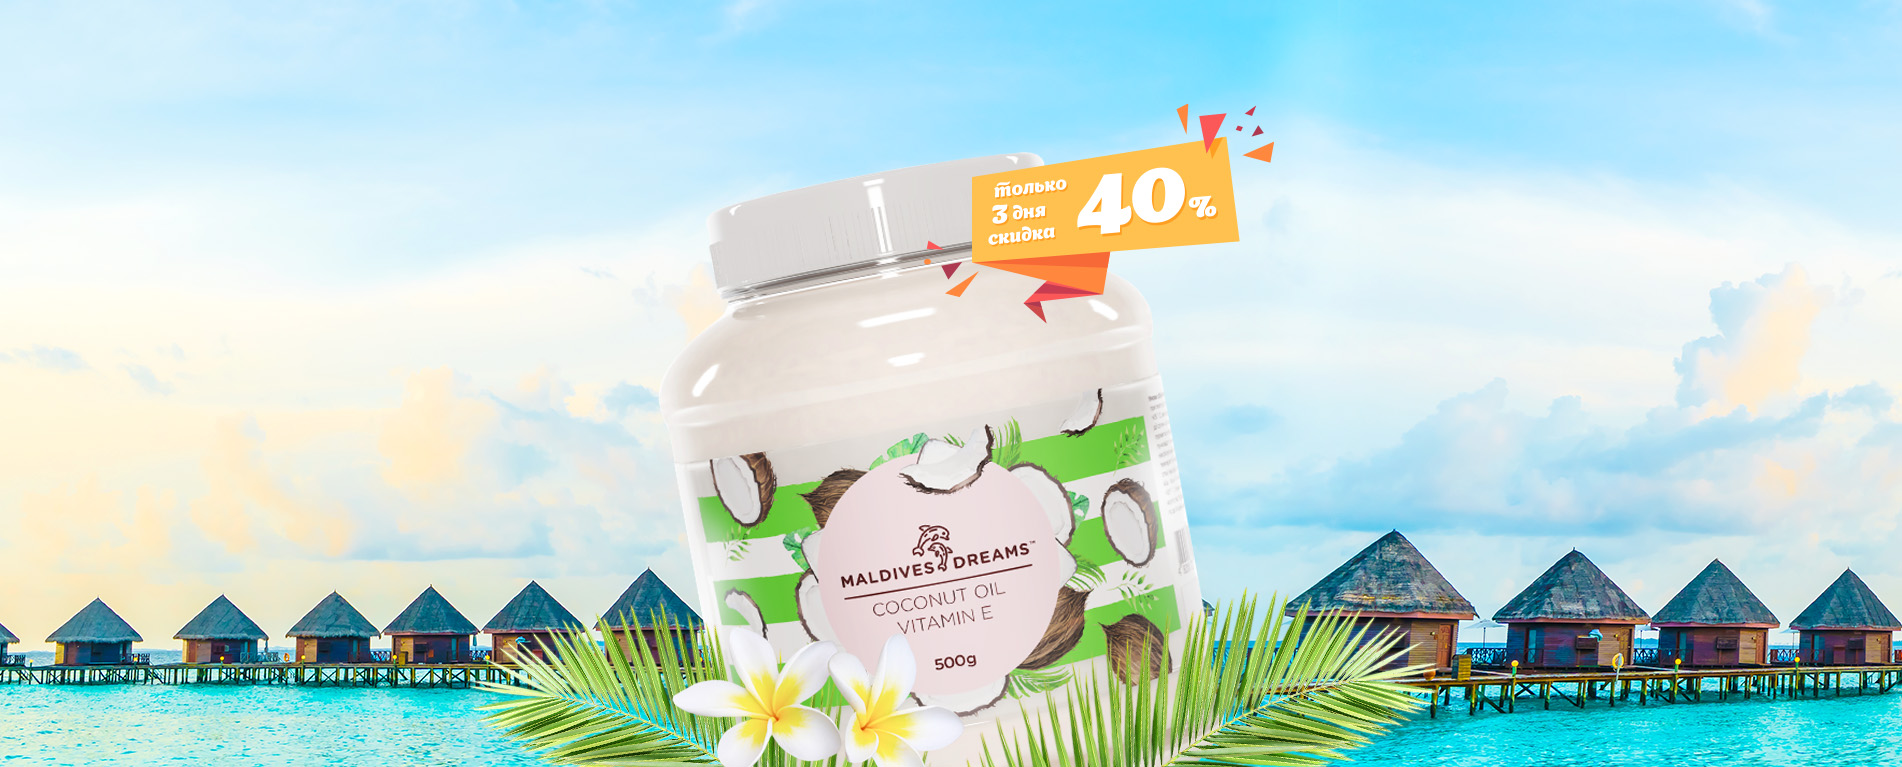 только
3 дня
скидка
40%
MALDIVES DREAMS™
COCONUT OIL
VITAMIN E
500g